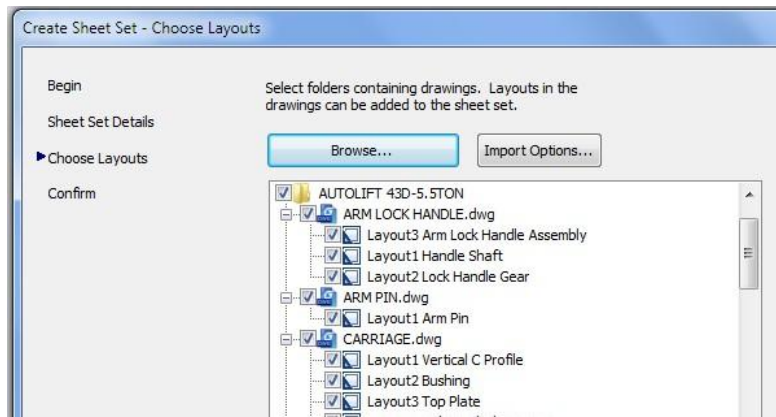 Create Sheet Set - Choose Layouts
Begin
Sheet Set Details
Choose Layouts
Confirm
Select folders containing drawings. Layouts in the
drawings can be added to the sheet set.
Browse...
Import Options...
AUTOLIFT 43D-5.5TON
ARM LOCK HANDLE.dwg
Layout3 Arm Lock Handle Assembly
Layout1 Handle Shaft
Layout2 Lock Handle Gear
ARM PIN.dwg
Layout1 Arm Pin
CARRIAGE.dwg
Layout1 Vertical C Profile
Layout2 Bushing
Layout3 Top Plate